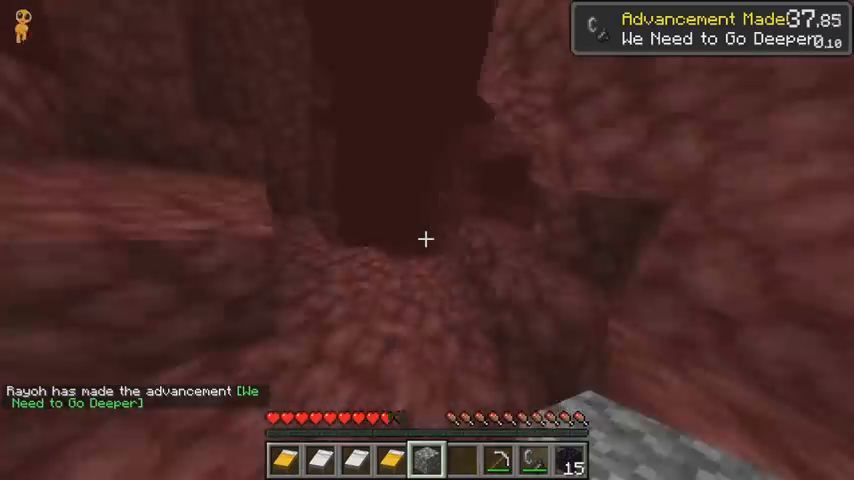 Advancement Made
37.85
We Need to Go Deeper
0.10
Rayoh has made the advancement [We
Need to Go Deeper]
15